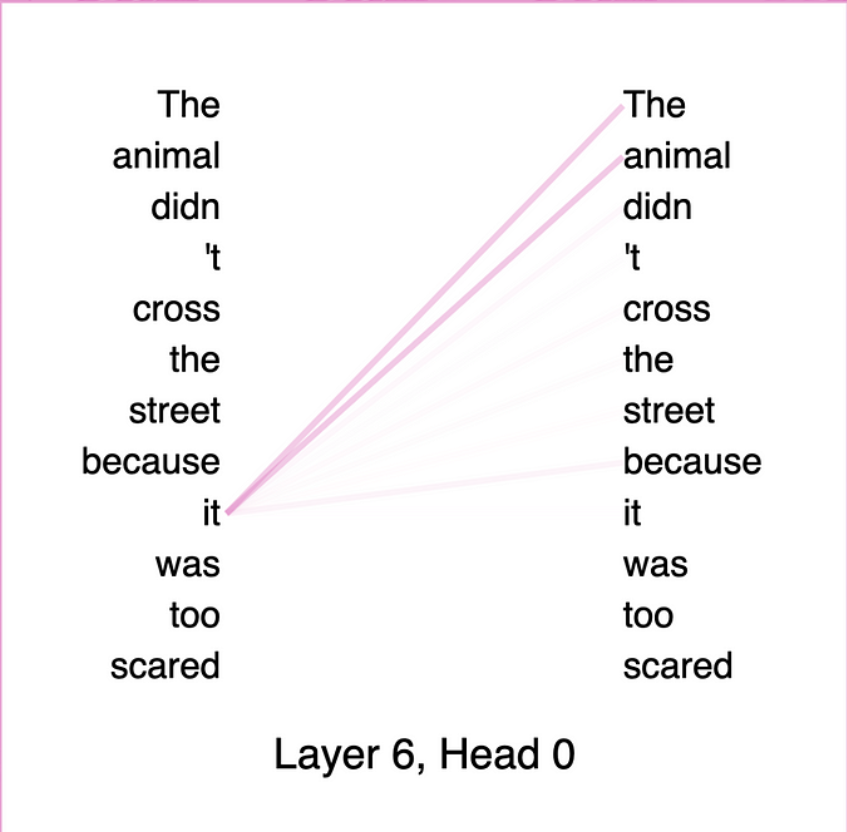 The The
animal animal
didn didn
't 't
cross cross
the the
street street
because because
it it
was was
too too
scared scared
Layer 6, Head 0